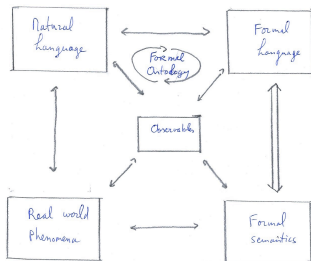 Natural
Language
Formal
Language
Formal
Ontology
Observables
Real world
Phenomena
Formal
semantics